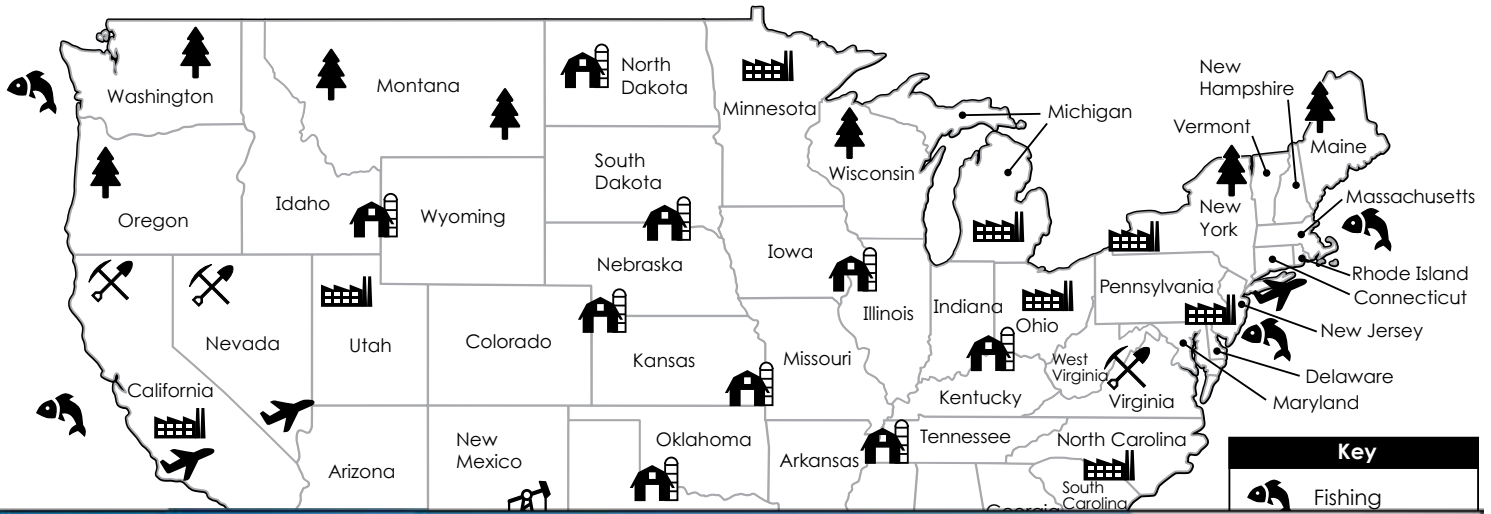 Washington
Montana
North
Dakota
Minnesota
Michigan
New
Hampshire
Vermont
Maine
Oregon
Idaho
Wyoming
South
Dakota
Wisconsin
New
York
Massachusetts
Nebraska
Iowa
Illinois
Indiana
Ohio
Pennsylvania
Rhode Island
Connecticut
New Jersey
Nevada
Utah
Colorado
Kansas
Missouri
West
Virginia
Virginia
Delaware
Maryland
California
Kentucky
Arizona
New
Mexico
Oklahoma
Arkansas
Tennessee
North Carolina
South
Carolina
Georgia
Key
Fishing